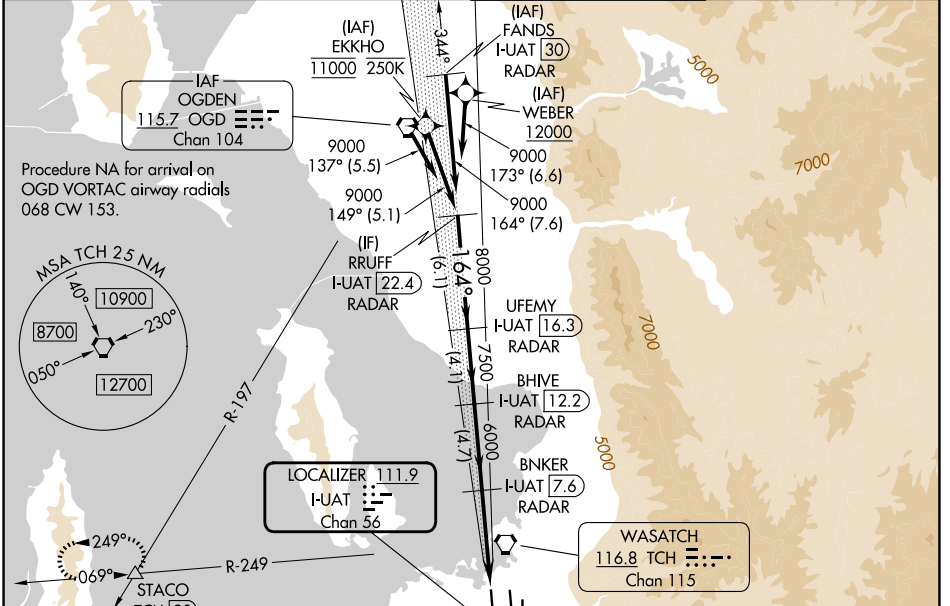 (IAF)
EKKHO
11000 250K
344°
(IAF)
FANDS
I-UAT 30
RADAR
(IAF)
WEBER
12000
5000
7000
IAF
OGDEN
115.7 OGD
Chan 104
Procedure NA for arrival on
OGD VORTAC airway radials
068 CW 153.
9000
137° (5.5)
9000
149° (5.1)
9000
173° (6.6)
9000
164° (7.6)
(IF)
RRUFF
I-UAT 22.4
RADAR
164°
(6.1)
8000
MSA TCH 25 NM
140°
10900
8700
230°
050°
12700
UFEMY
I-UAT 16.3
RADAR
7000
(4.1)
7500
BHIVE
I-UAT 12.2
RADAR
R-197
(4.7)
6000
5000
BNKER
I-UAT 7.6
RADAR
LOCALIZER 111.9
I-UAT
Chan 56
WASATCH
116.8 TCH
Chan 115
249°
069°
R-249
STACO